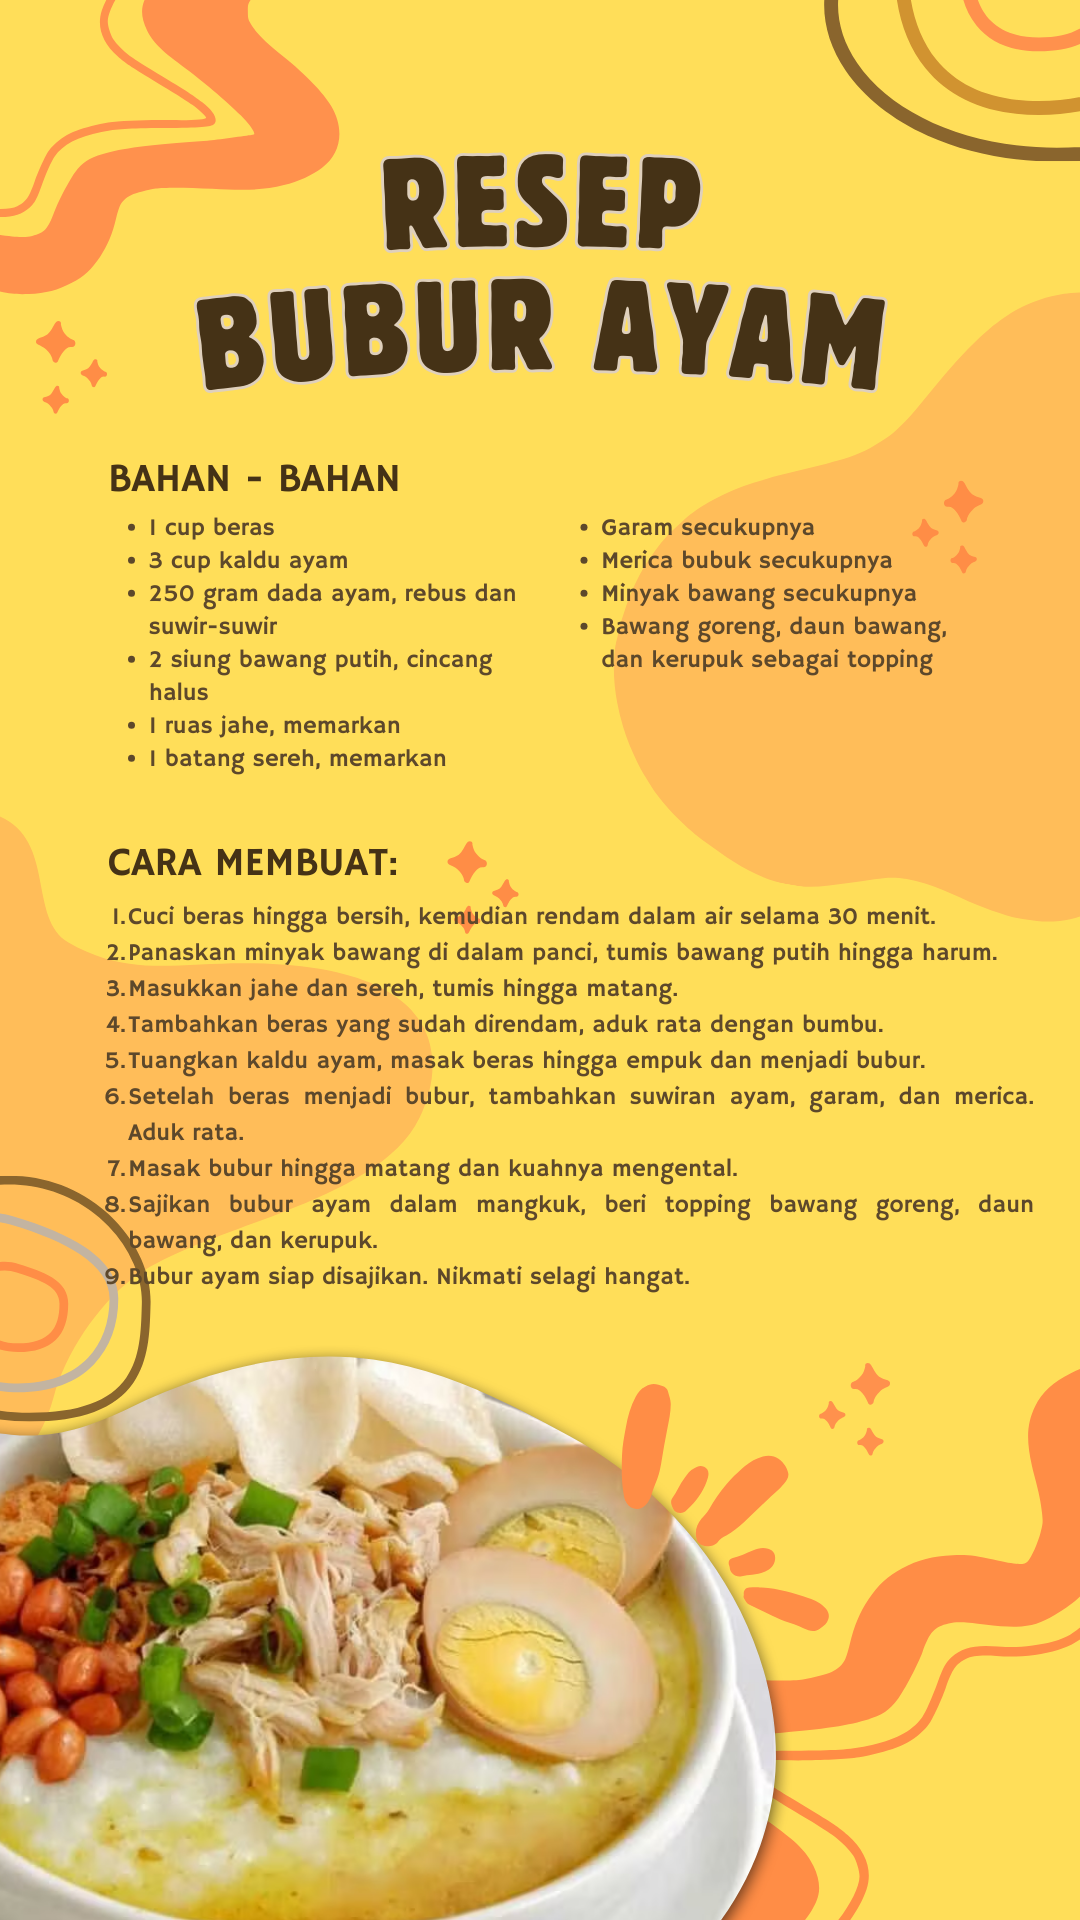 RESEP
BUBUR AYAM
BAHAN - BAHAN
• 1 cup beras
• 3 cup kaldu ayam
• 250 gram dada ayam, rebus dan
suwir-suwir
• 2 siung bawang putih, cincang
halus
• 1 ruas jahe, memarkan
• 1 batang sereh, memarkan
• Garam secukupnya
• Merica bubuk secukupnya
• Minyak bawang secukupnya
• Bawang goreng, daun bawang,
dan kerupuk sebagai topping
CARA MEMBUAT:
1. Cuci beras hingga bersih, kemudian rendam dalam air selama 30 menit.
2. Panaskan minyak bawang di dalam panci, tumis bawang putih hingga harum.
3. Masukkan jahe dan sereh, tumis hingga matang.
4. Tambahkan beras yang sudah direndam, aduk rata dengan bumbu.
5. Tuangkan kaldu ayam, masak beras hingga empuk dan menjadi bubur.
6. Setelah beras menjadi bubur, tambahkan suwiran ayam, garam, dan merica.
Aduk rata.
7. Masak bubur hingga matang dan kuahnya mengental.
8. Sajikan bubur ayam dalam mangkuk, beri topping bawang goreng, daun
bawang, dan kerupuk.
9. Bubur ayam siap disajikan. Nikmati selagi hangat.